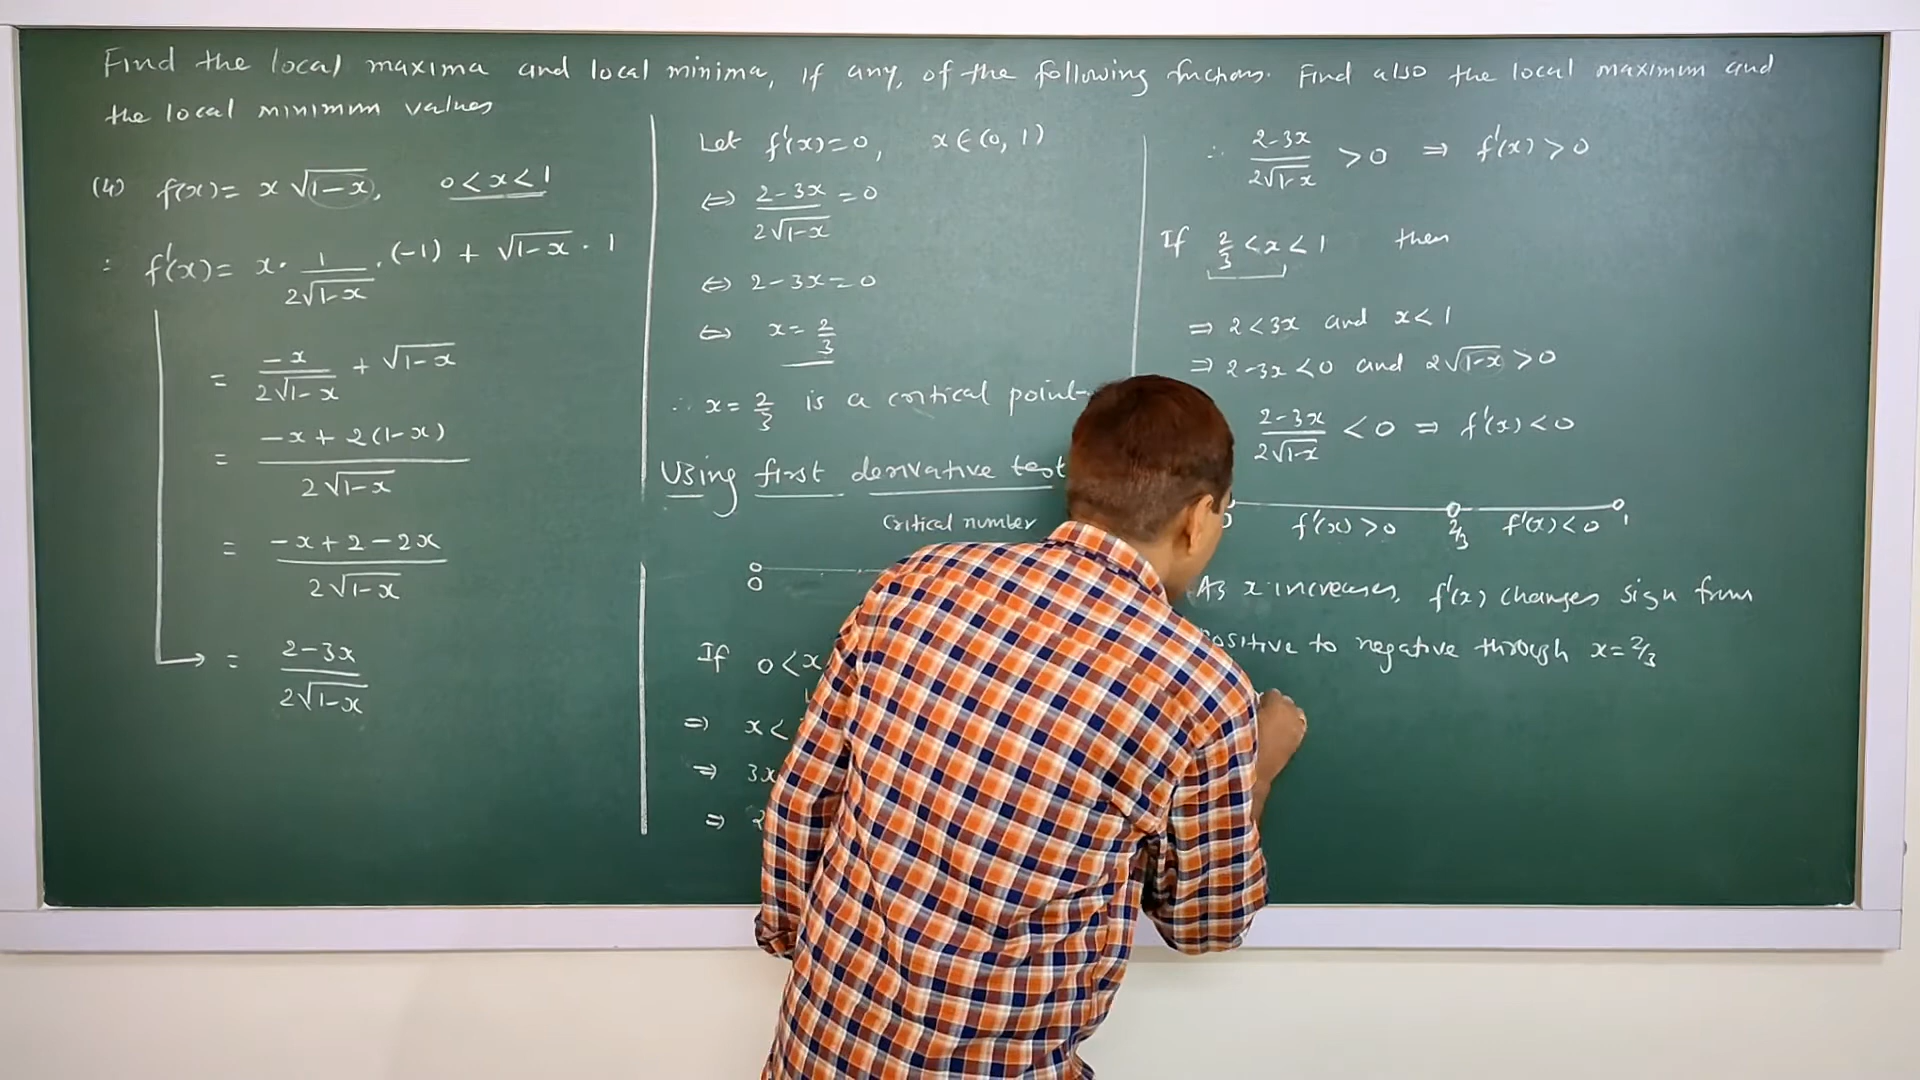 Find the local maxima and local minima, if any, of the following functions. Find also the local maximum and
the local minimum values
(4) f(x) = x √(1-x), 0 < x < 1
∴ f'(x) = x · 1/(2√(1-x)) · (-1) + √(1-x) · 1
= -x/(2√(1-x)) + √(1-x)
= (-x + 2(1-x))/(2√(1-x))
= (-x + 2 - 2x)/(2√(1-x))
= (2-3x)/(2√(1-x))
Let f'(x) = 0, x ∈ (0, 1)
⇔ (2-3x)/(2√(1-x)) = 0
⇔ 2-3x = 0
⇔ x = 2/3
∴ x = 2/3 is a critical point
Using first derivative test
Critical number
0
If 0 < x
⇒ x <
⇒ 3x
⇒ 2
∴ (2-3x)/(2√(1-x)) > 0 ⇒ f'(x) > 0
If 2/3 < x < 1 then
⇒ 2 < 3x and x < 1
⇒ 2-3x < 0 and 2√(1-x) > 0
(2-3x)/(2√(1-x)) < 0 ⇒ f'(x) < 0
f'(x) > 0 2/3 f'(x) < 0 1
As x increases, f'(x) changes sign from
positive to negative through x = 2/3